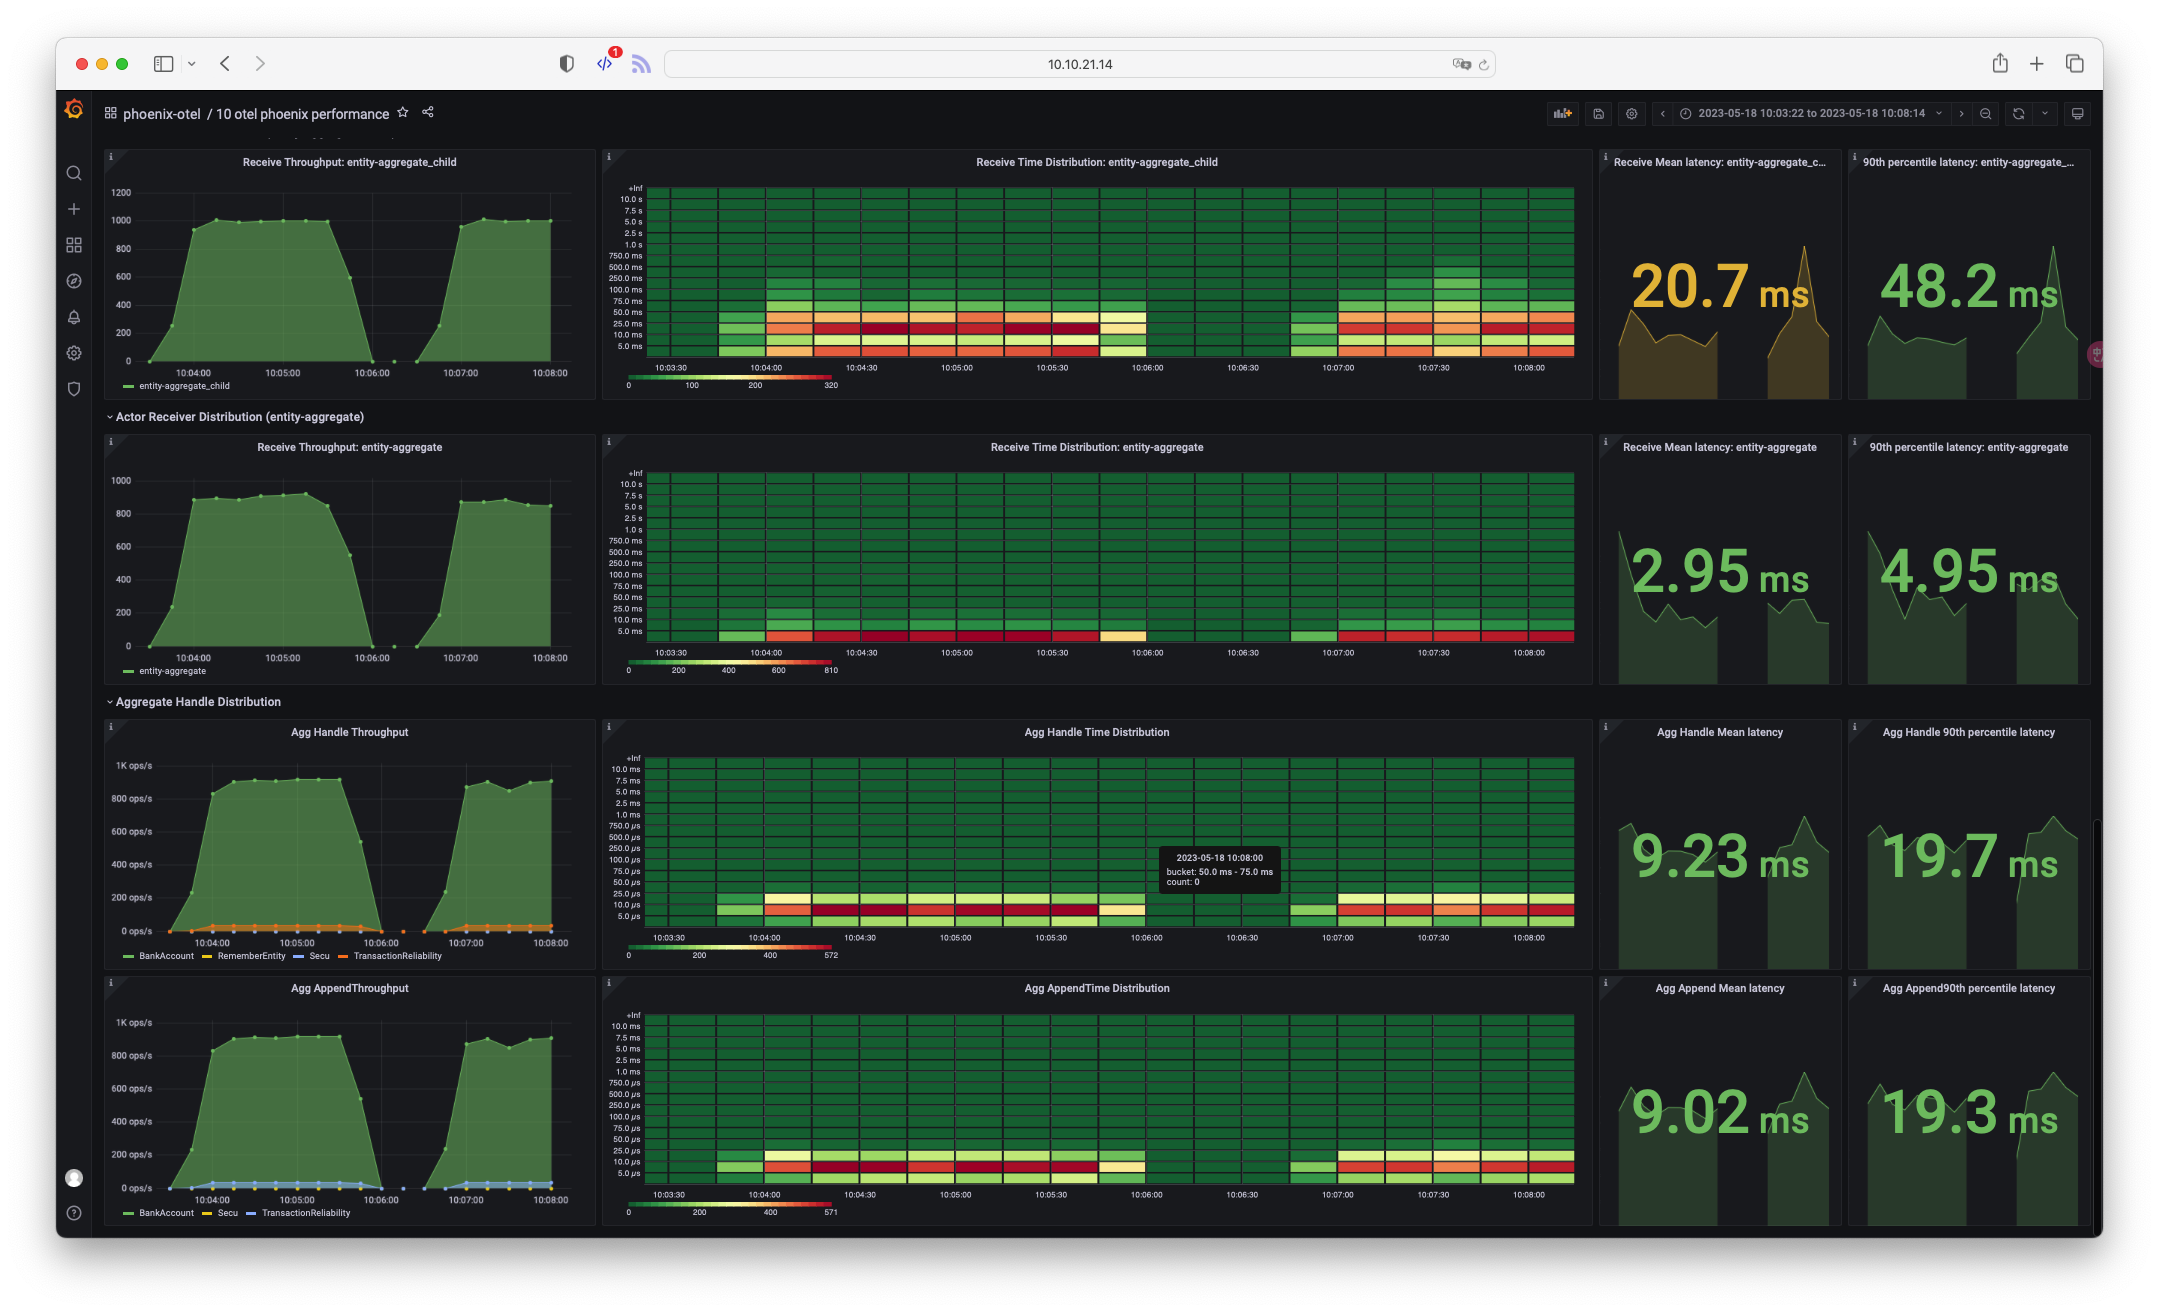 1
10.10.21.14
phoenix-otel / 10 otel phoenix performance
2023-05-18 10:03:22 to 2023-05-18 10:08:14
Receive Throughput: entity-aggregate_child
1200
1000
800
600
400
200
0
10:04:00 10:05:00 10:06:00 10:07:00 10:08:00
entity-aggregate_child
Receive Time Distribution: entity-aggregate_child
+Inf
10.0 s
7.5 s
5.0 s
2.5 s
1.0 s
750.0 ms
500.0 ms
250.0 ms
100.0 ms
75.0 ms
50.0 ms
25.0 ms
10.0 ms
5.0 ms
10:03:30 10:04:00 10:04:30 10:05:00 10:05:30 10:06:00 10:06:30 10:07:00 10:07:30 10:08:00
0 100 200 320
Receive Mean latency: entity-aggregate_c...
20.7 ms
90th percentile latency: entity-aggregate_...
48.2 ms
中
Actor Receiver Distribution (entity-aggregate)
Receive Throughput: entity-aggregate
1000
800
600
400
200
0
10:04:00 10:05:00 10:06:00 10:07:00 10:08:00
entity-aggregate
Receive Time Distribution: entity-aggregate
+Inf
10.0 s
7.5 s
5.0 s
2.5 s
1.0 s
750.0 ms
500.0 ms
250.0 ms
100.0 ms
75.0 ms
50.0 ms
25.0 ms
10.0 ms
5.0 ms
10:03:30 10:04:00 10:04:30 10:05:00 10:05:30 10:06:00 10:06:30 10:07:00 10:07:30 10:08:00
0 200 400 600 810
Receive Mean latency: entity-aggregate
2.95 ms
90th percentile latency: entity-aggregate
4.95 ms
Aggregate Handle Distribution
Agg Handle Throughput
1K ops/s
800 ops/s
600 ops/s
400 ops/s
200 ops/s
0 ops/s
10:04:00 10:05:00 10:06:00 10:07:00 10:08:00
BankAccount RememberEntity Secu TransactionReliability
Agg Handle Time Distribution
+Inf
10.0 ms
7.5 ms
5.0 ms
2.5 ms
1.0 ms
750.0 µs
500.0 µs
250.0 µs
100.0 µs
75.0 µs
50.0 µs
25.0 µs
10.0 µs
5.0 µs
2023-05-18 10:08:00
bucket: 50.0 ms - 75.0 ms
count: 0
10:03:30 10:04:00 10:04:30 10:05:00 10:05:30 10:06:00 10:06:30 10:07:00 10:07:30 10:08:00
0 200 400 572
Agg Handle Mean latency
9.23 ms
Agg Handle 90th percentile latency
19.7 ms
Agg AppendThroughput
1K ops/s
800 ops/s
600 ops/s
400 ops/s
200 ops/s
0 ops/s
10:04:00 10:05:00 10:06:00 10:07:00 10:08:00
BankAccount Secu TransactionReliability
Agg AppendTime Distribution
+Inf
10.0 ms
7.5 ms
5.0 ms
2.5 ms
1.0 ms
750.0 µs
500.0 µs
250.0 µs
100.0 µs
75.0 µs
50.0 µs
25.0 µs
10.0 µs
5.0 µs
10:03:30 10:04:00 10:04:30 10:05:00 10:05:30 10:06:00 10:06:30 10:07:00 10:07:30 10:08:00
0 200 400 571
Agg Append Mean latency
9.02 ms
Agg Append90th percentile latency
19.3 ms